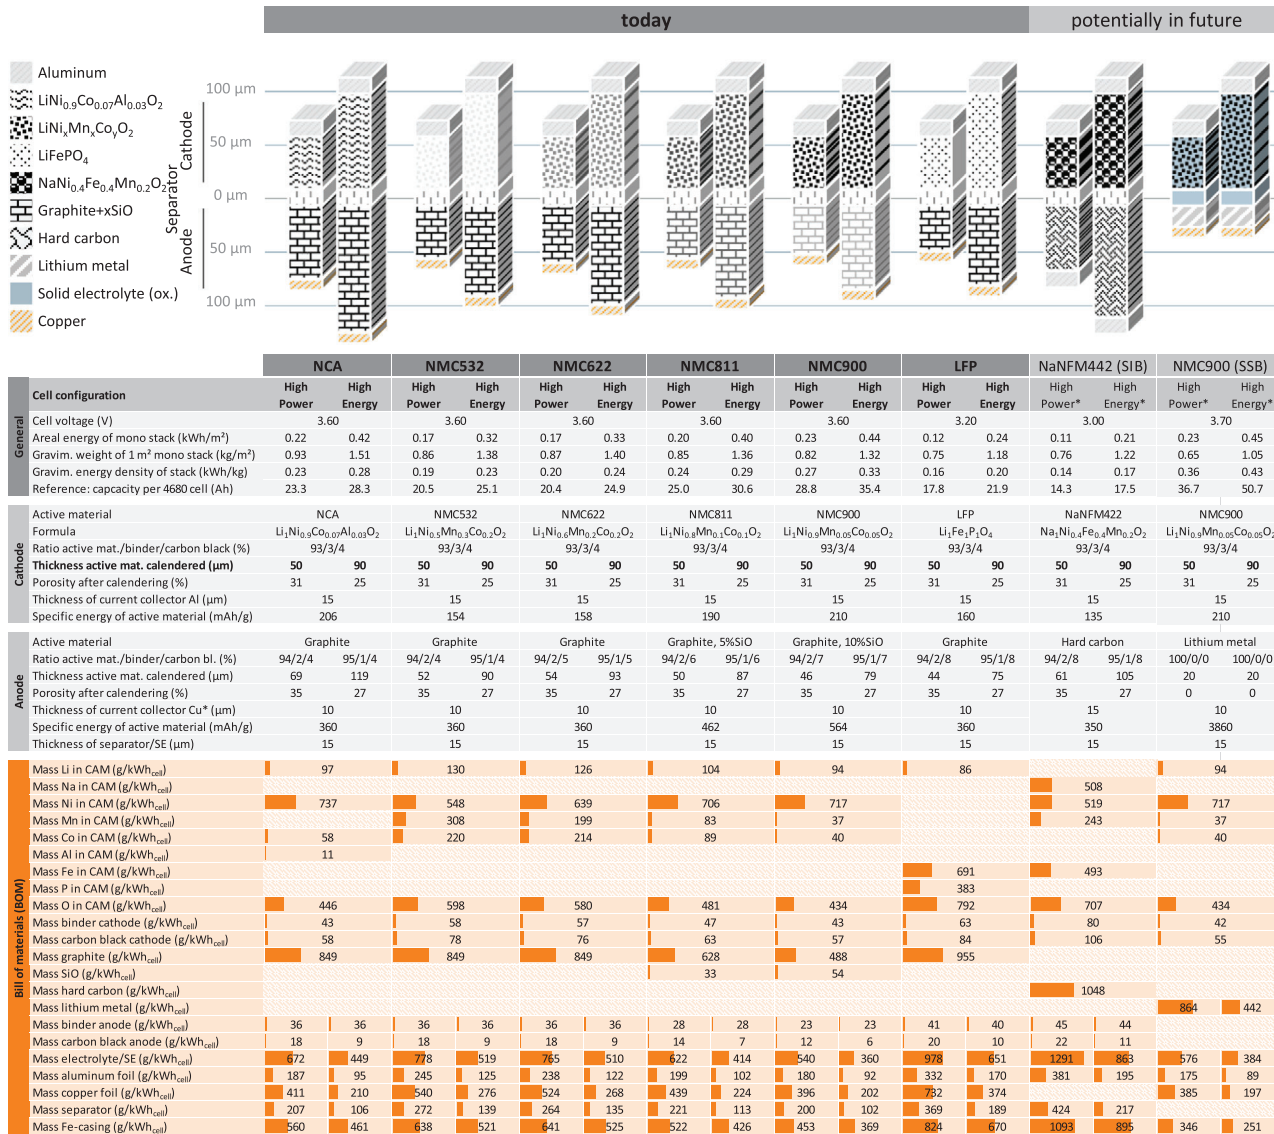 today potentially in future
Aluminum
LiNi0.9Co0.07Al0.03O2
LiNixMnxCoyO2
LiFePO4
NaNi0.4Fe0.4Mn0.2O2
Graphite+xSiO
Hard carbon
Lithium metal
Solid electrolyte (ox.)
Copper
Cathode
Separator
Anode
100 µm
50 µm
0 µm
50 µm
100 µm
NCA NMC532 NMC622 NMC811 NMC900 LFP NaNFM442 (SIB) NMC900 (SSB)
General
Cell configuration High Power High Energy High Power High Energy High Power High Energy High Power High Energy High Power High Energy High Power High Energy High Power* High Energy* High Power* High Energy*
Cell voltage (V) 3.60 3.60 3.60 3.60 3.60 3.20 3.00 3.70
Areal energy of mono stack (kWh/m²) 0.22 0.42 0.17 0.32 0.17 0.33 0.20 0.40 0.23 0.44 0.12 0.24 0.11 0.21 0.23 0.45
Gravim. weight of 1 m² mono stack (kg/m²) 0.93 1.51 0.86 1.38 0.87 1.40 0.85 1.36 0.82 1.32 0.75 1.18 0.76 1.22 0.65 1.05
Gravim. energy density of stack (kWh/kg) 0.23 0.28 0.19 0.23 0.20 0.24 0.24 0.29 0.27 0.33 0.16 0.20 0.14 0.17 0.36 0.43
Reference: capcacity per 4680 cell (Ah) 23.3 28.3 20.5 25.1 20.4 24.9 25.0 30.6 28.8 35.4 17.8 21.9 14.3 17.5 36.7 50.7
Cathode
Active material NCA NMC532 NMC622 NMC811 NMC900 LFP NaNFM422 NMC900
Formula Li1Ni0.9Co0.07Al0.03O2 Li1Ni0.5Mn0.3Co0.2O2 Li1Ni0.6Mn0.2Co0.2O2 Li1Ni0.8Mn0.1Co0.1O2 Li1Ni0.9Mn0.05Co0.05O2 Li1Fe1P1O4 Na1Ni0.4Fe0.4Mn0.2O2 Li1Ni0.9Mn0.05Co0.05O2
Ratio active mat./binder/carbon black (%) 93/3/4 93/3/4 93/3/4 93/3/4 93/3/4 93/3/4 93/3/4 93/3/4
Thickness active mat. calendered (µm) 50 90 50 90 50 90 50 90 50 90 50 90 50 90 50 90
Porosity after calendering (%) 31 25 31 25 31 25 31 25 31 25 31 25 31 25 31 25
Thickness of current collector Al (µm) 15 15 15 15 15 15 15 15
Specific energy of active material (mAh/g) 206 154 158 190 210 160 135 210
Anode
Active material Graphite Graphite Graphite Graphite, 5%SiO Graphite, 10%SiO Graphite Hard carbon Lithium metal
Ratio active mat./binder/carbon bl. (%) 94/2/4 95/1/4 94/2/4 95/1/4 94/2/5 95/1/5 94/2/6 95/1/6 94/2/7 95/1/7 94/2/8 95/1/8 94/2/8 95/1/8 100/0/0 100/0/0
Thickness active mat. calendered (µm) 69 119 52 90 54 93 50 87 46 79 44 75 61 105 20 20
Porosity after calendering (%) 35 27 35 27 35 27 35 27 35 27 35 27 35 27 0 0
Thickness of current collector Cu* (µm) 10 10 10 10 10 10 15 10
Specific energy of active material (mAh/g) 360 360 360 462 564 360 350 3860
Thickness of separator/SE (µm) 15 15 15 15 15 15 15 15
Bill of materials (BOM)
Mass Li in CAM (g/kWhcell) 97 130 126 104 94 86 94
Mass Na in CAM (g/kWhcell) 508
Mass Ni in CAM (g/kWhcell) 737 548 639 706 717 519 717
Mass Mn in CAM (g/kWhcell) 308 199 83 37 243 37
Mass Co in CAM (g/kWhcell) 58 220 214 89 40 40
Mass Al in CAM (g/kWhcell) 11
Mass Fe in CAM (g/kWhcell) 691 493
Mass P in CAM (g/kWhcell) 383
Mass O in CAM (g/kWhcell) 446 598 580 481 434 792 707 434
Mass binder cathode (g/kWhcell) 43 58 57 47 43 63 80 42
Mass carbon black cathode (g/kWhcell) 58 78 76 63 57 84 106 55
Mass graphite (g/kWhcell) 849 849 849 628 488 955
Mass SiO (g/kWhcell) 33 54
Mass hard carbon (g/kWhcell) 1048
Mass lithium metal (g/kWhcell) 864 442
Mass binder anode (g/kWhcell) 36 36 36 36 36 36 28 28 23 23 41 40 45 44
Mass carbon black anode (g/kWhcell) 18 9 18 9 18 9 14 7 12 6 20 10 22 11
Mass electrolyte/SE (g/kWhcell) 672 449 778 519 765 510 622 414 540 360 978 651 1291 863 576 384
Mass aluminum foil (g/kWhcell) 187 95 245 125 238 122 199 102 180 92 332 170 381 195 175 89
Mass copper foil (g/kWhcell) 411 210 540 276 524 268 439 224 396 202 732 374 385 197
Mass separator (g/kWhcell) 207 106 272 139 264 135 221 113 200 102 369 189 424 217
Mass Fe-casing (g/kWhcell) 560 461 638 521 641 525 522 426 453 369 824 670 1093 895 346 251